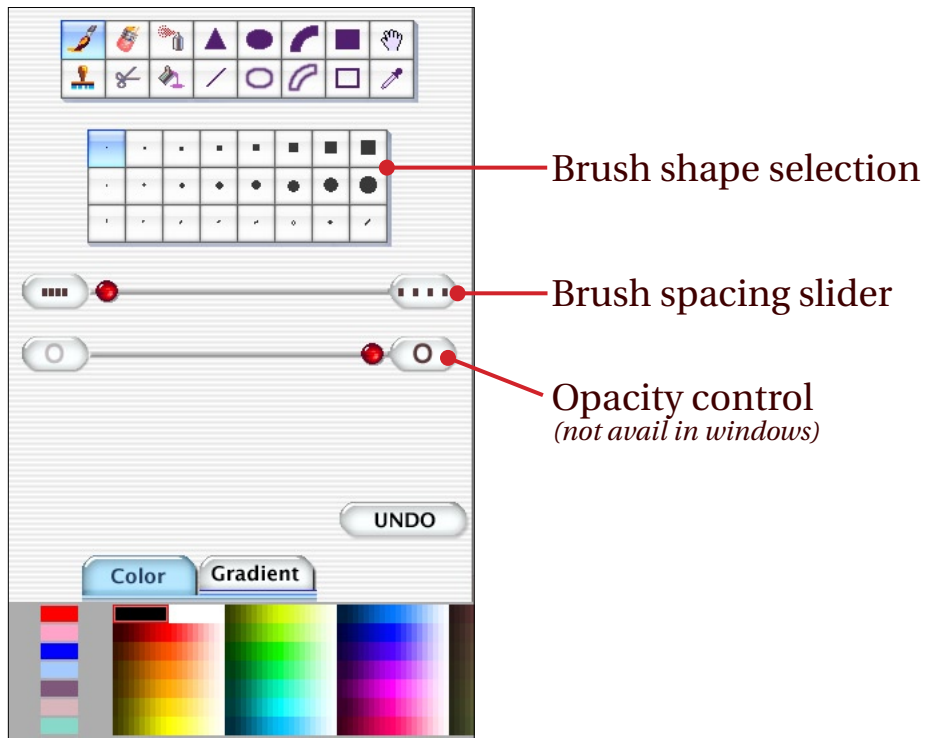 Brush shape selection
Brush spacing slider
O
O
Opacity control
(not avail in windows)
UNDO
Color
Gradient